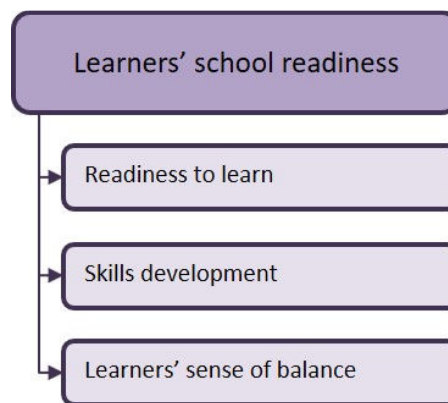 Learners’ school readiness
Readiness to learn
Skills development
Learners’ sense of balance